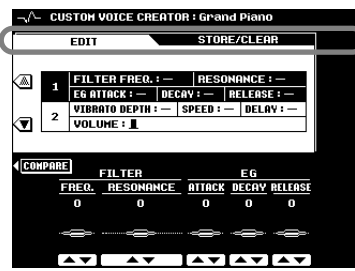 CUSTOM VOICE CREATOR : Grand Piano
EDIT STORE/CLEAR
1 FILTER FREQ. : — RESONANCE : —
EG ATTACK : — DECAY : — RELEASE : —
2 VIBRATO DEPTH : — SPEED : — DELAY : —
VOLUME :
COMPARE
FILTER EG
FREQ. RESONANCE ATTACK DECAY RELEASE
0 0 0 0 0